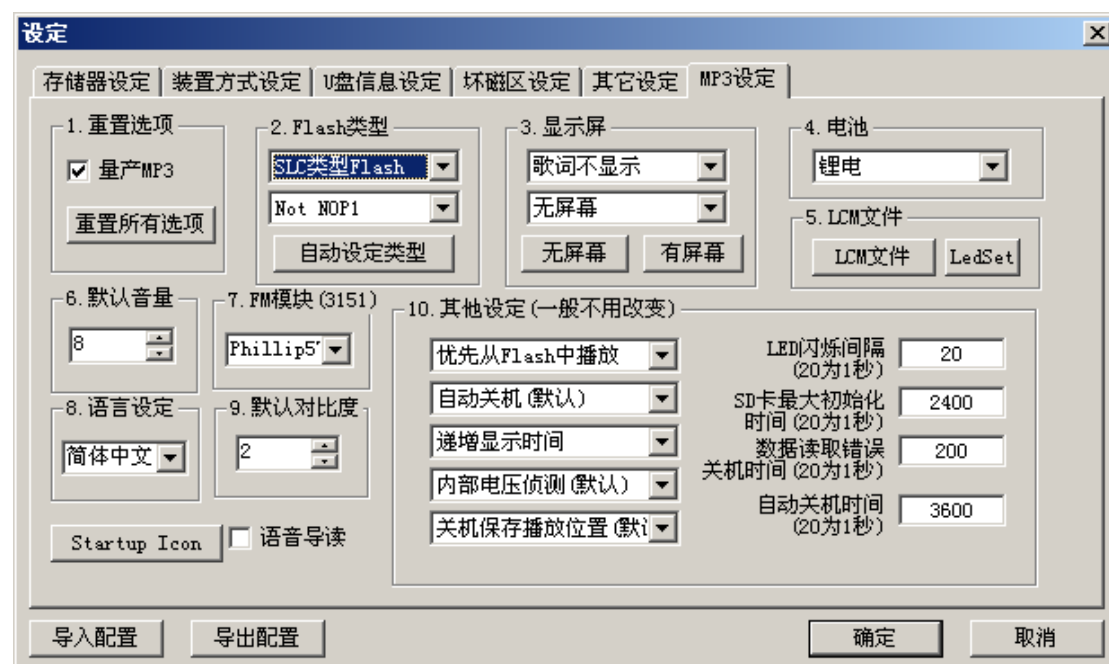 设定
存储器设定 装置方式设定 U盘信息设定 坏磁区设定 其它设定 MP3设定
1.重置选项
量产MP3
重置所有选项
2.Flash类型
SLC类型Flash
Not NOP1
自动设定类型
3.显示屏
歌词不显示
无屏幕
无屏幕 有屏幕
4.电池
锂电
5.LCM文件
LCM文件 LedSet
6.默认音量
8
7.FM模块(3151)
Phillip5
8.语言设定
简体中文
9.默认对比度
2
Startup Icon 语音导读
10.其他设定(一般不用改变)
优先从Flash中播放
自动关机(默认)
递增显示时间
内部电压侦测(默认)
关机保存播放位置(默
LED闪烁间隔
(20为1秒)
20
SD卡最大初始化
时间(20为1秒)
2400
数据读取错误
关机时间(20为1秒)
200
自动关机时间
(20为1秒)
3600
导入配置 导出配置 确定 取消